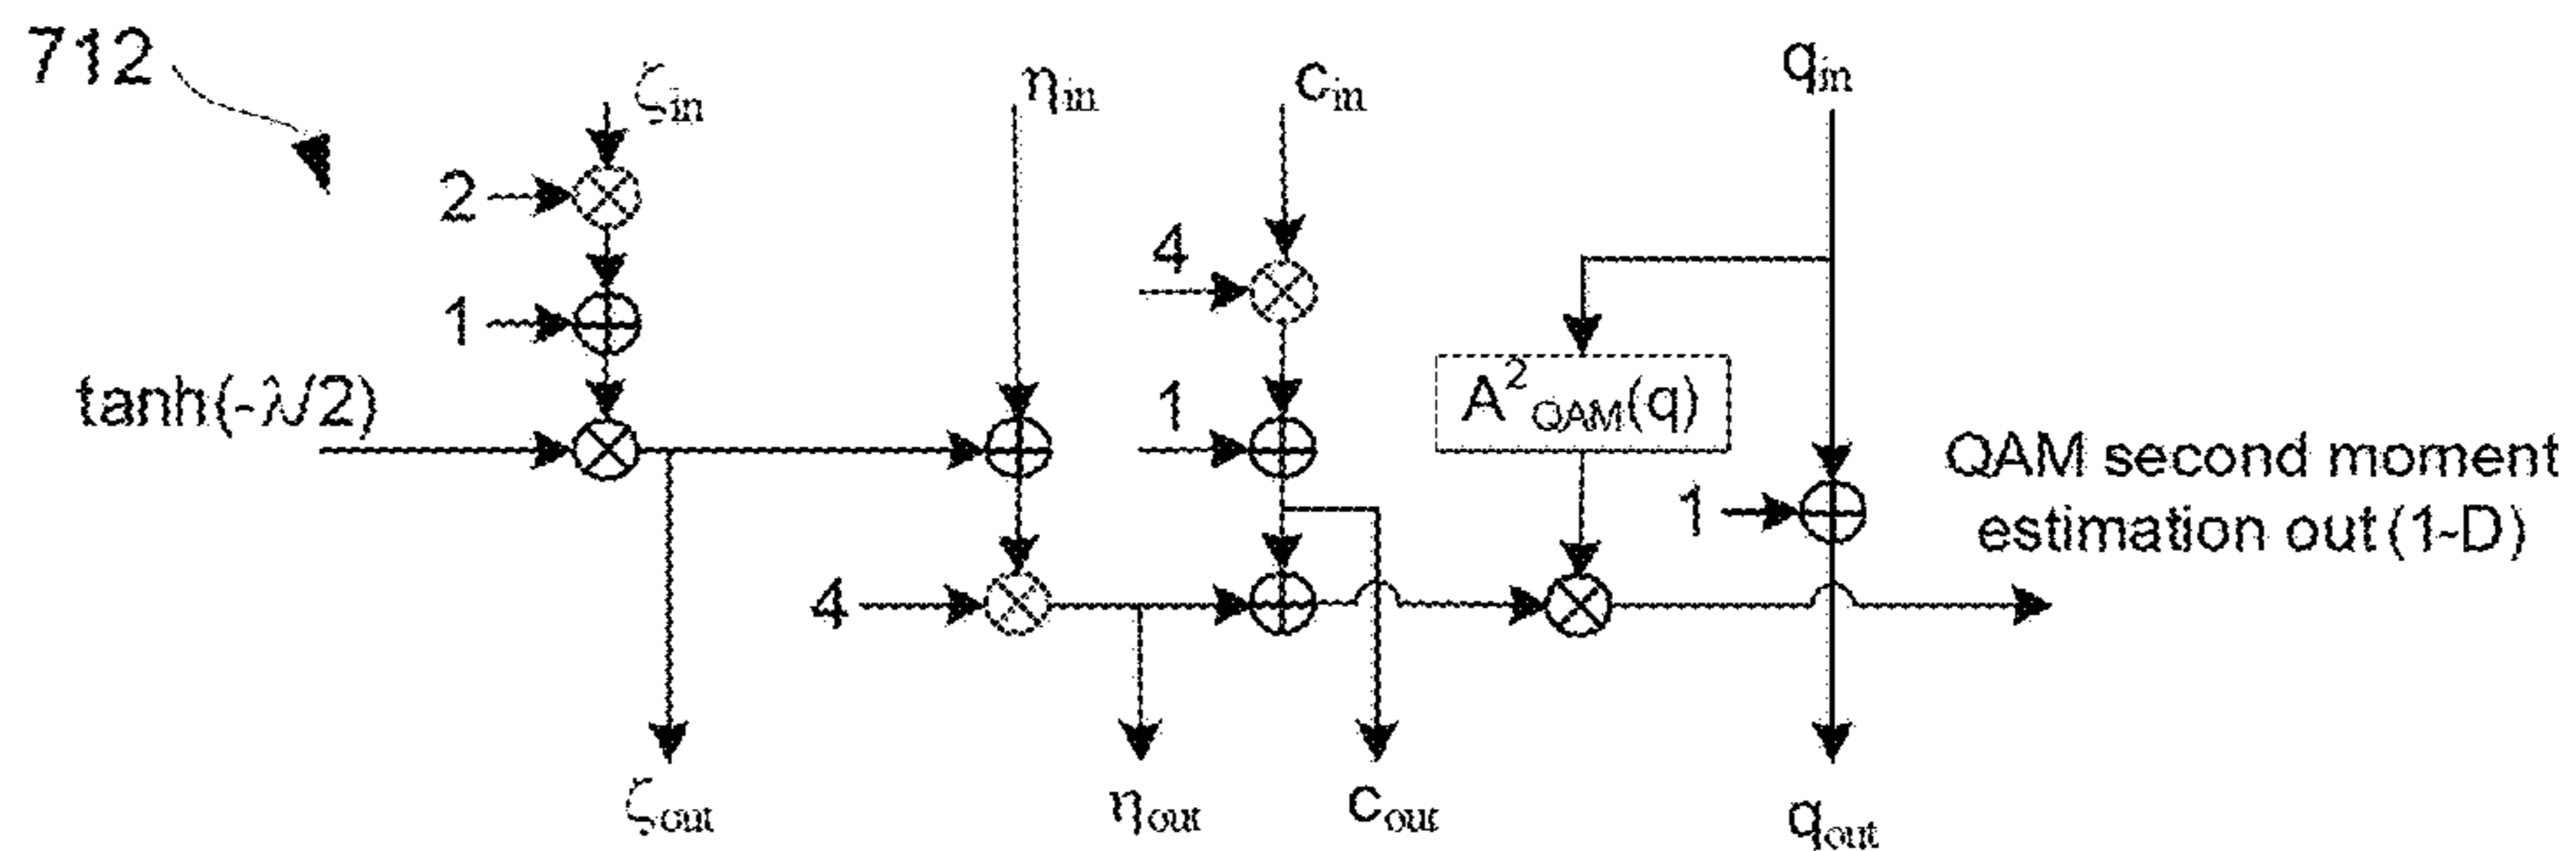 712
ζin
ηin
cin
qin
2
4
1
1
tanh(-λ/2)
A²QAM(q)
1
QAM second moment
estimation out (1-D)
4
ζout
ηout
cout
qout